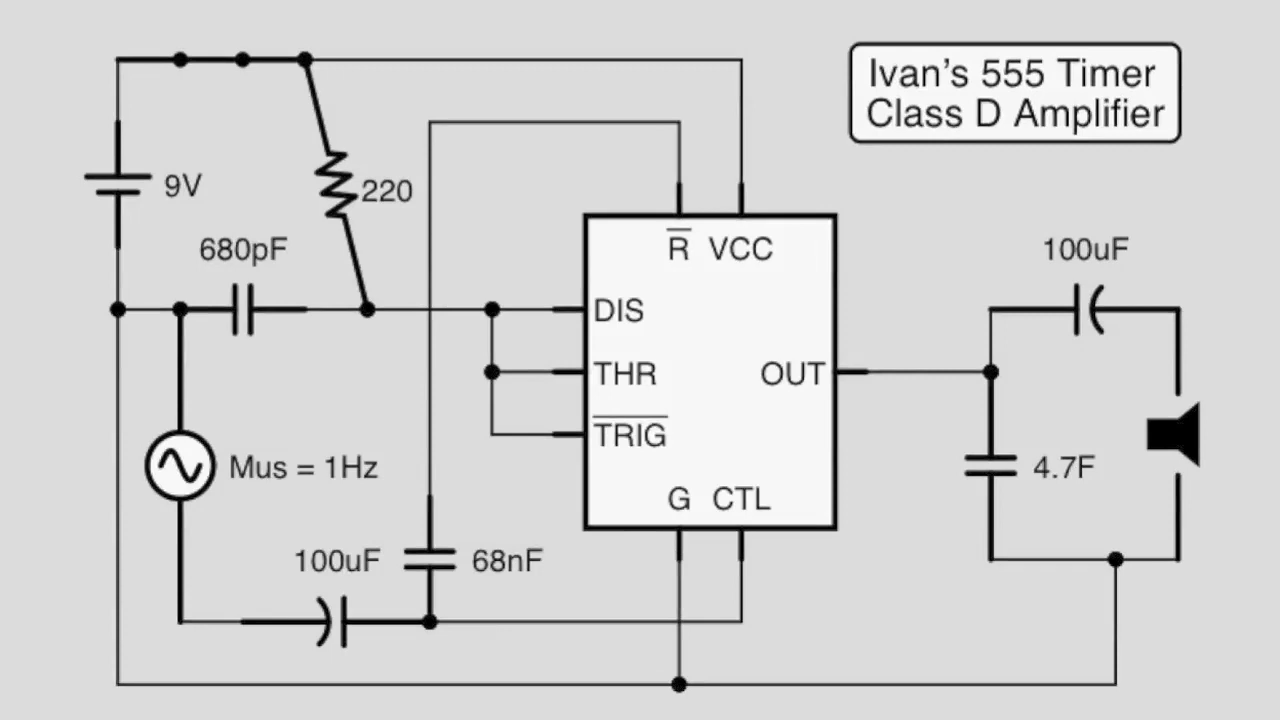 Ivan's 555 Timer
Class D Amplifier
9V
220
680pF
R VCC
100uF
DIS
THR
OUT
TRIG
Mus = 1Hz
4.7F
G CTL
100uF
68nF